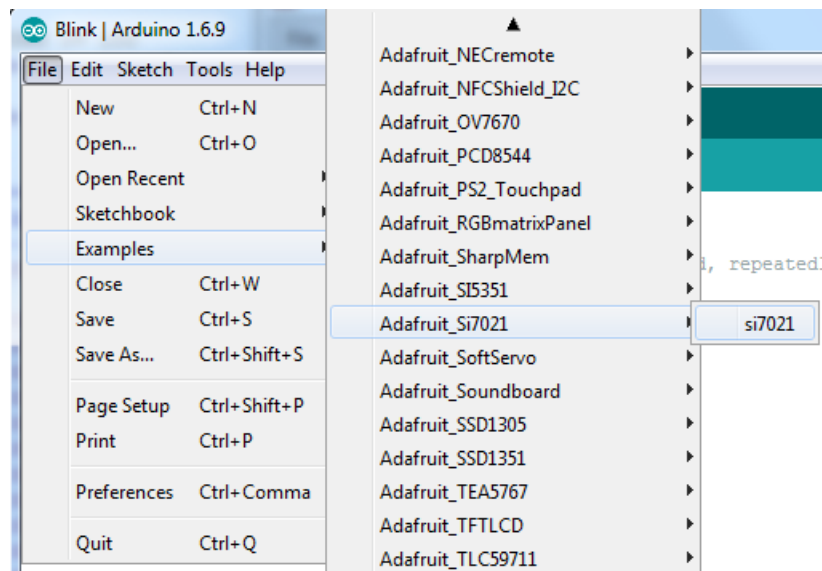 Blink | Arduino 1.6.9
File Edit Sketch Tools Help
New Ctrl+N
Open... Ctrl+O
Open Recent
Sketchbook
Examples
Close Ctrl+W
Save Ctrl+S
Save As... Ctrl+Shift+S
Page Setup Ctrl+Shift+P
Print Ctrl+P
Preferences Ctrl+Comma
Quit Ctrl+Q
Adafruit_NECremote
Adafruit_NFCShield_I2C
Adafruit_OV7670
Adafruit_PCD8544
Adafruit_PS2_Touchpad
Adafruit_RGBmatrixPanel
Adafruit_SharpMem
Adafruit_SI5351
Adafruit_Si7021
Adafruit_SoftServo
Adafruit_Soundboard
Adafruit_SSD1305
Adafruit_SSD1351
Adafruit_TEA5767
Adafruit_TFTLCD
Adafruit_TLC59711
si7021
, repeatedl